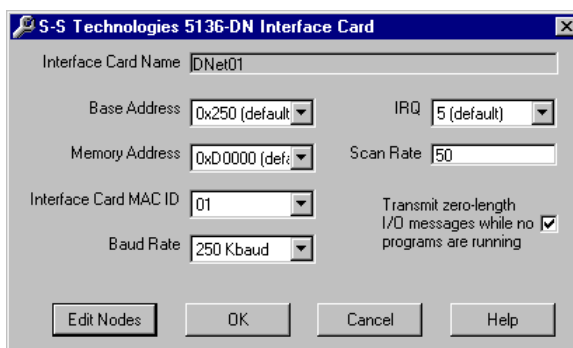 S-S Technologies 5136-DN Interface Card
Interface Card Name DNet01
Base Address 0x250 (default IRQ 5 (default)
Memory Address 0xD0000 (defa Scan Rate 50
Interface Card MAC ID 01
Baud Rate 250 Kbaud
Transmit zero-length
I/O messages while no
programs are running
Edit Nodes OK Cancel Help